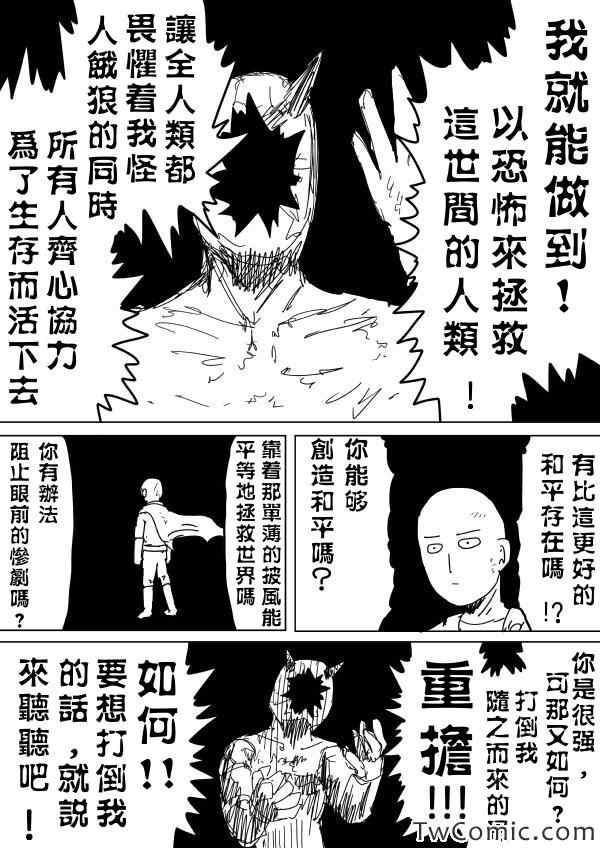 我就能做到！
以恐怖來拯救
這世間的人類！
讓全人類都
畏懼着我怪
人餓狼的同時
所有人齊心協力
爲了生存而活下去
有比這更好的
和平存在嗎！？
你能够
創造和平嗎？
靠着那單薄的披風能
平等地拯救世界嗎
你有辦法
阻止眼前的慘劇嗎？
你是很强，
可那又如何？
打倒我
隨之而來的
重擔！！！
如何！！
要想打倒我
的話，就說
來聽聽吧！
TwComic.com